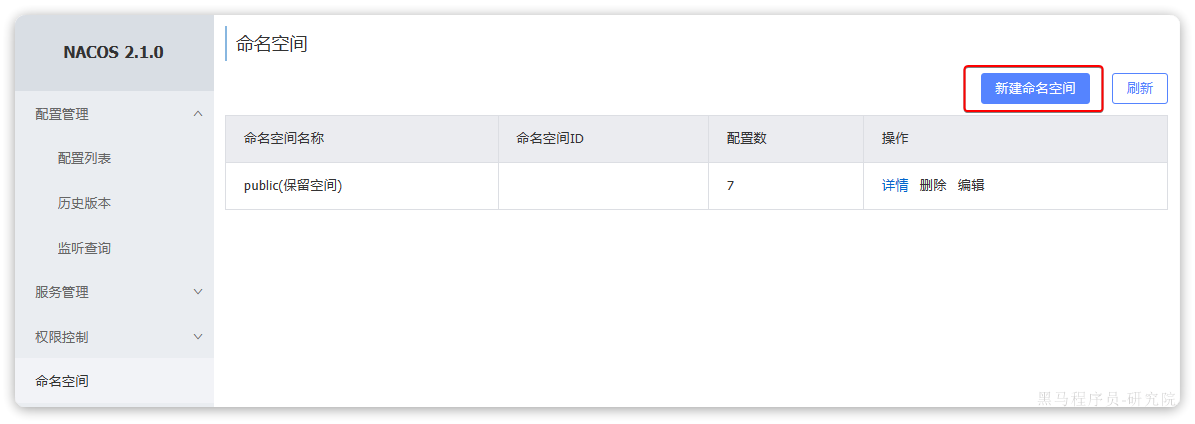 NACOS 2.1.0
配置管理
配置列表
历史版本
监听查询
服务管理
权限控制
命名空间
命名空间
新建命名空间 刷新
命名空间名称 命名空间ID 配置数 操作
public(保留空间) 7 详情 删除 编辑
黑马程序员-研究院